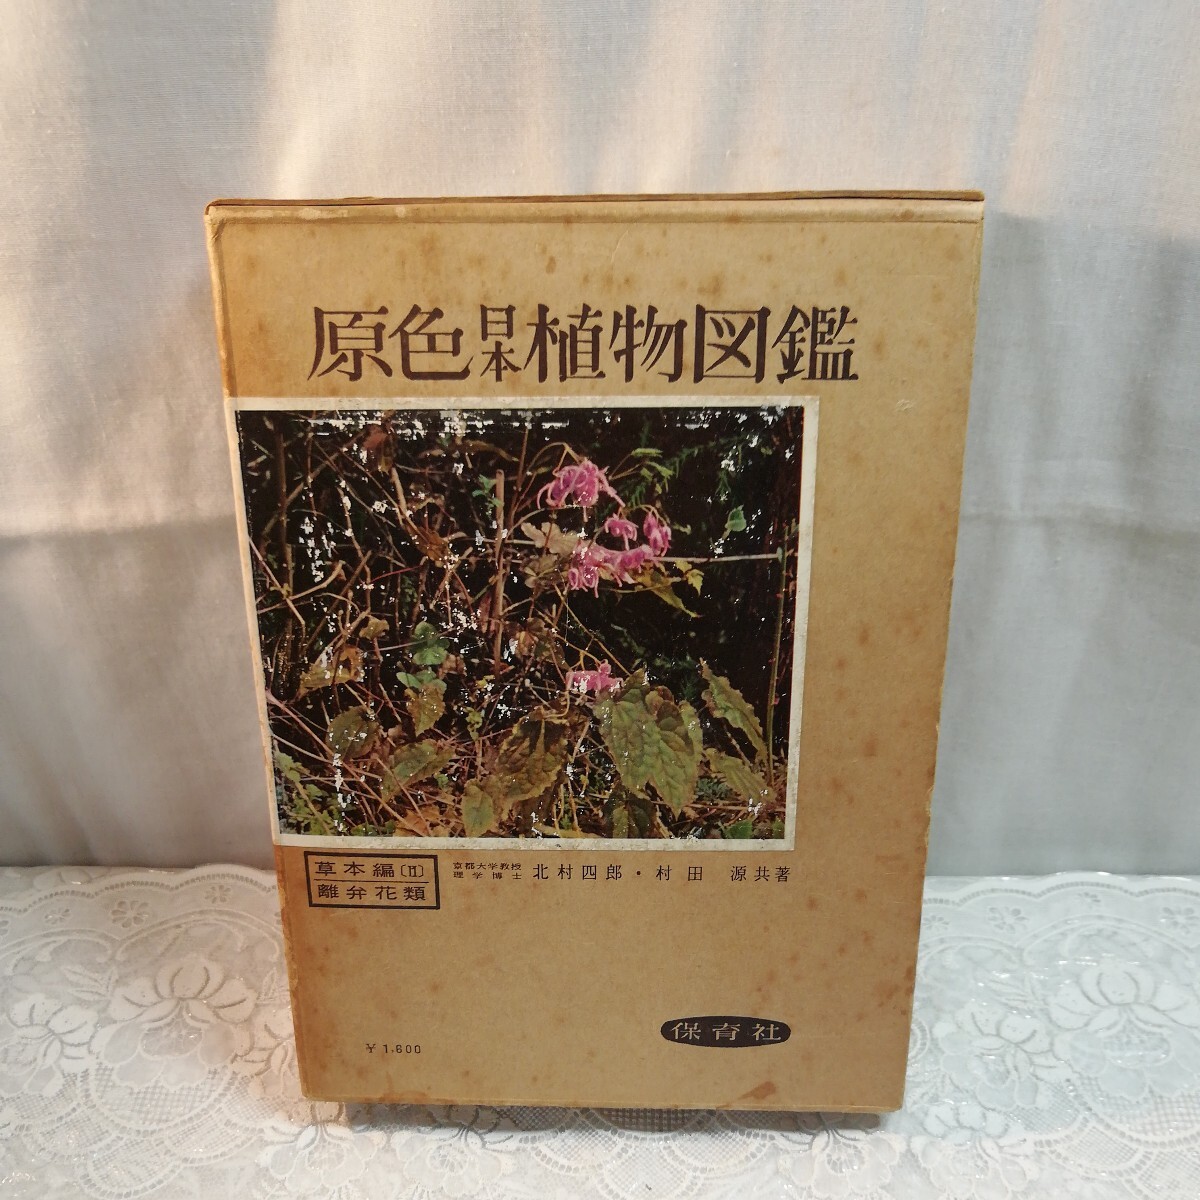 原色日本植物図鑑
草本編〔II〕
離弁花類
京都大学教授
理学博士
北村四郎・村田 源共著
保育社
¥1,600